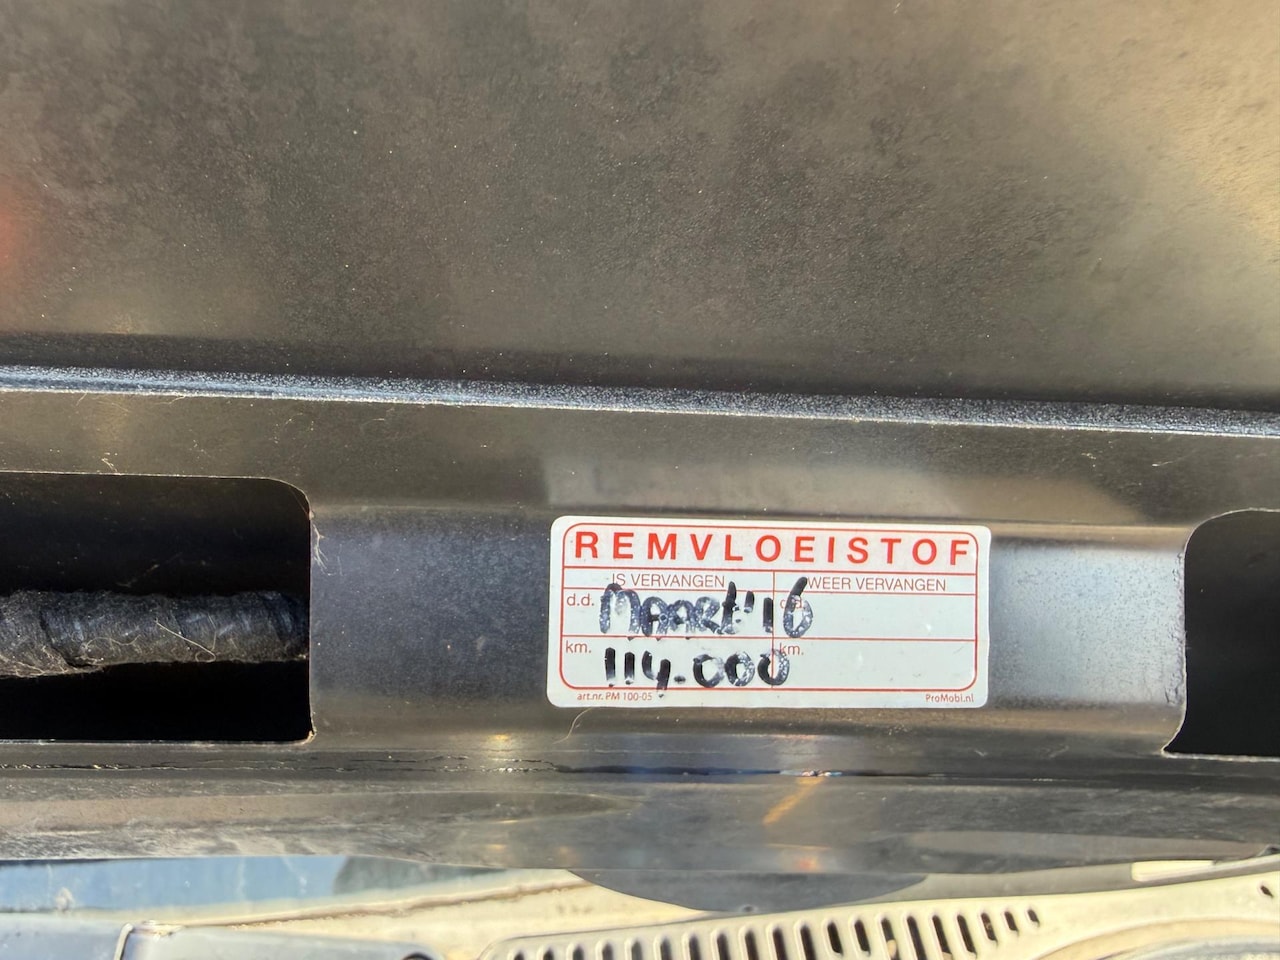 REMVLOEISTOF
IS VERVANGEN WEER VERVANGEN
d.d. MAART '16 d.d.
km. 114.000 km.
art.nr. PM 100-05 ProMobi.nl